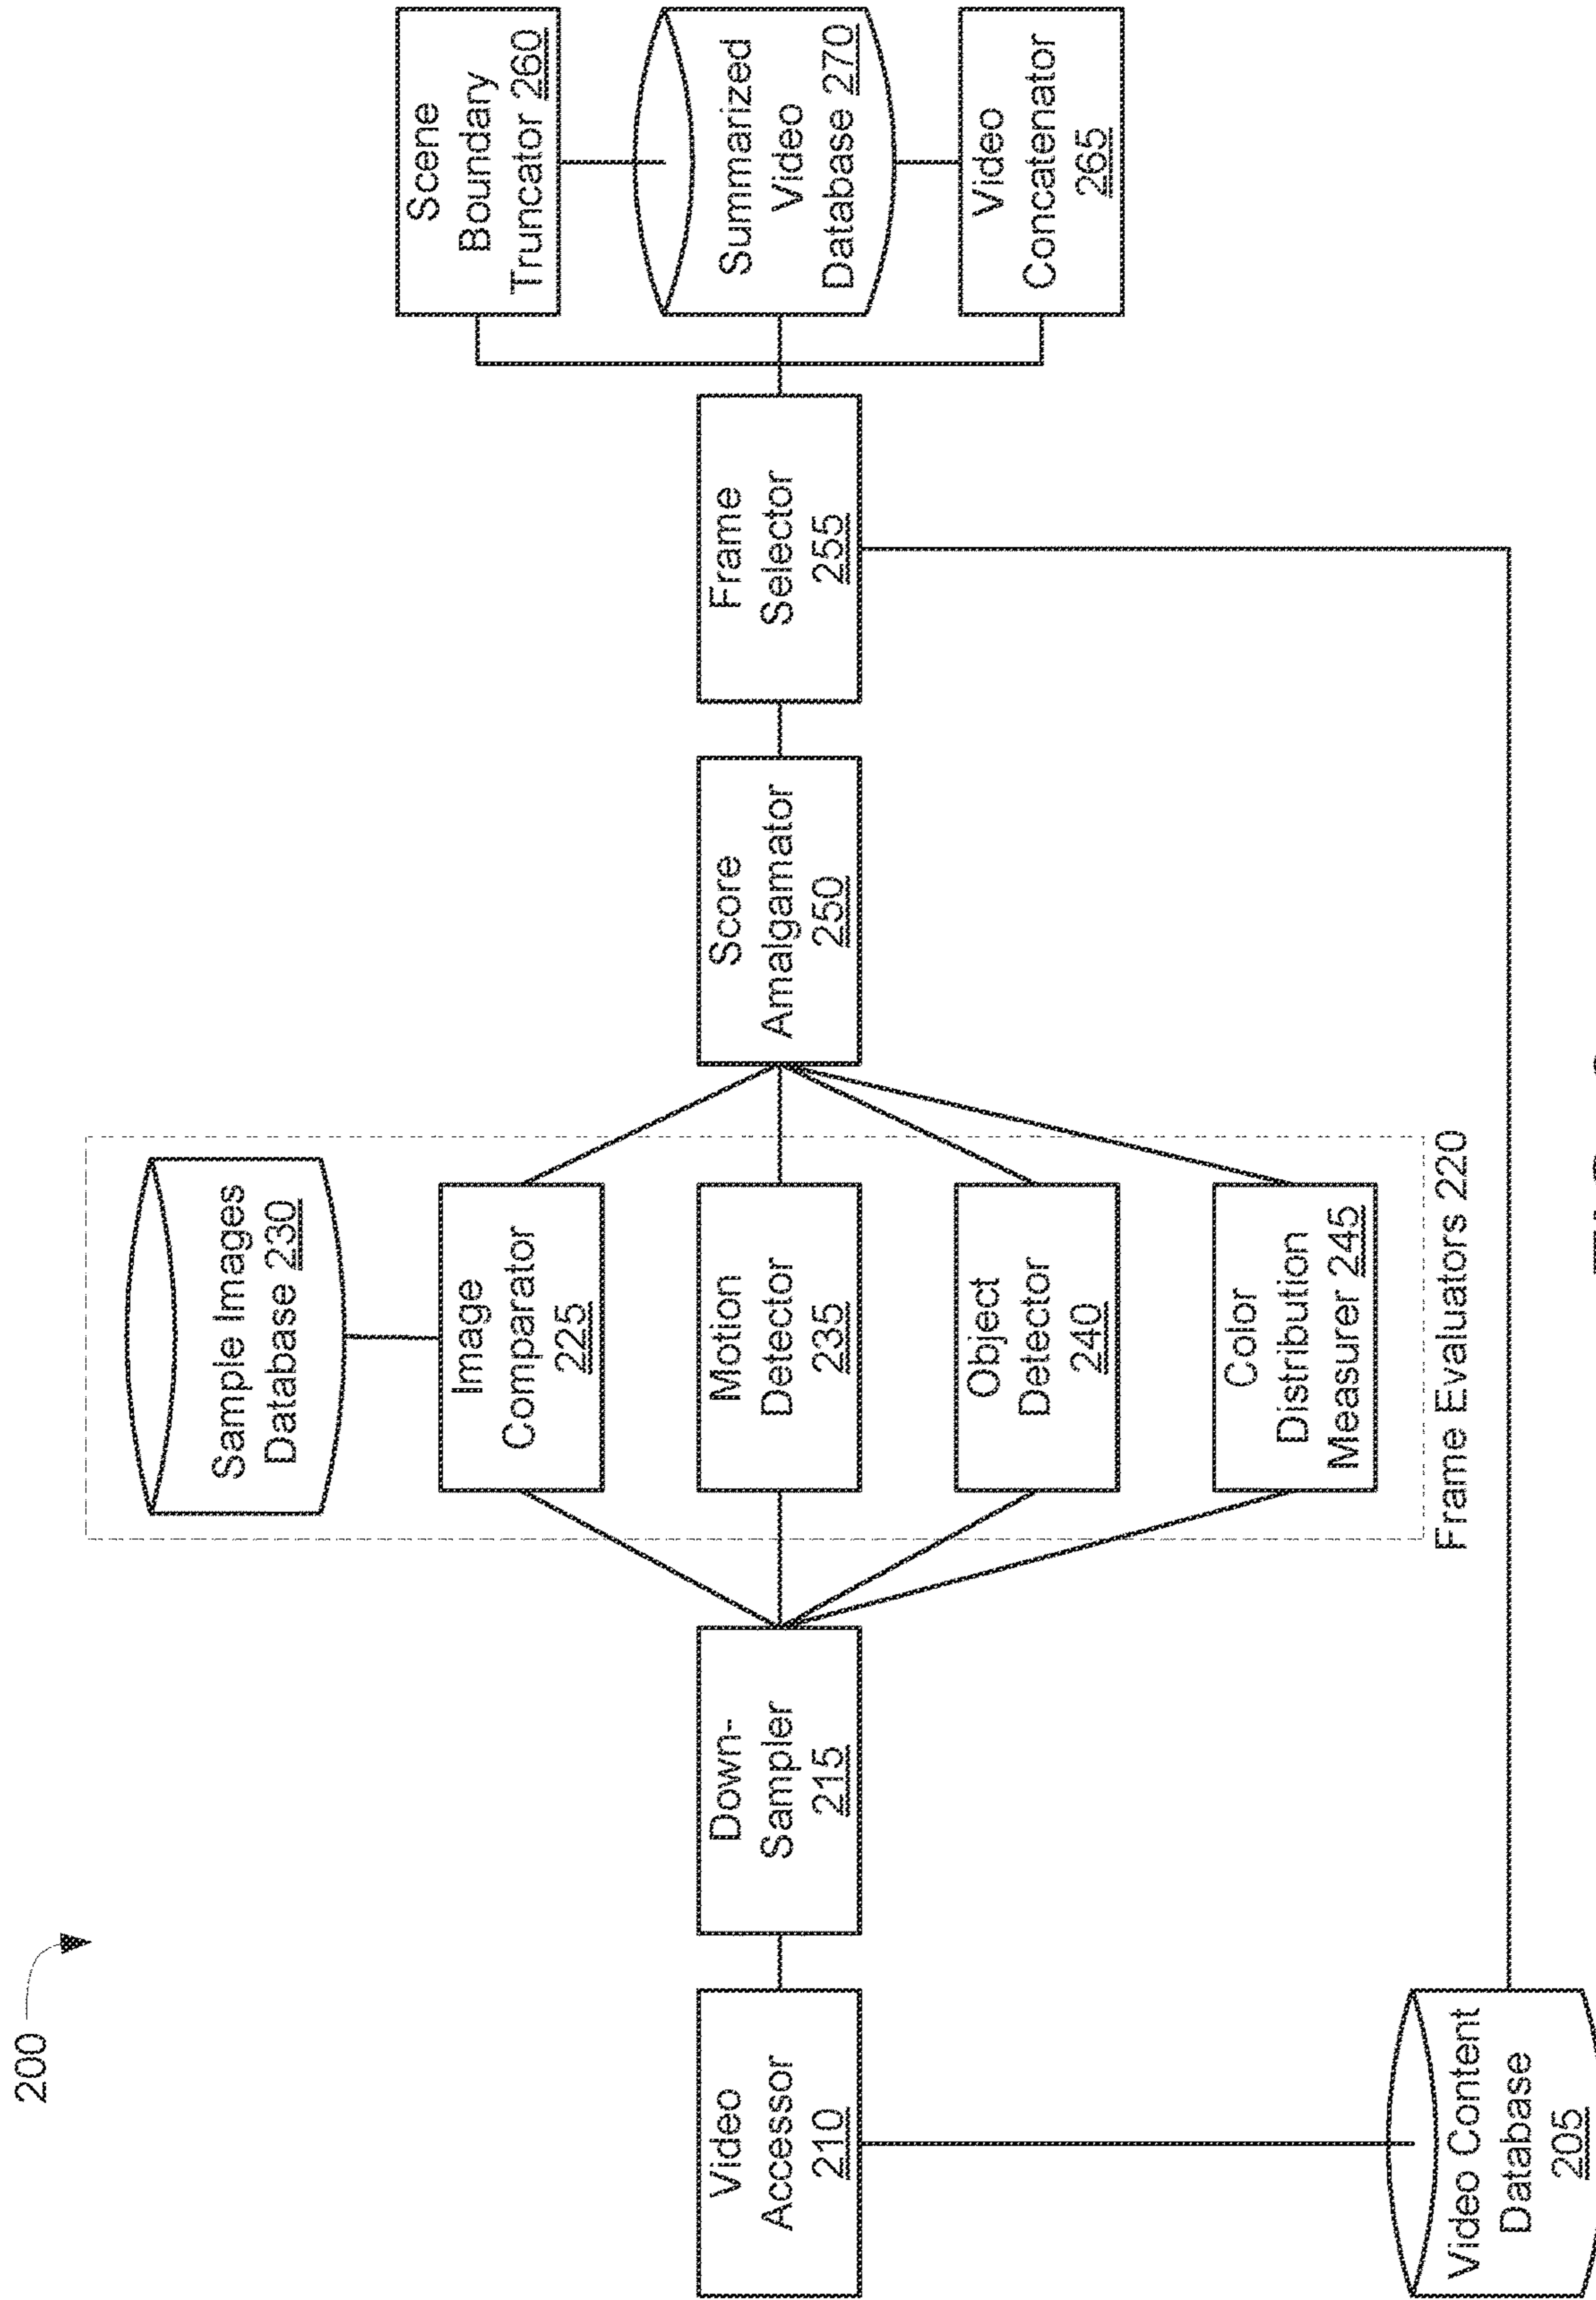 200
Video
Accessor
210
Video Content
Database
205
Down-
Sampler
215
Sample Images
Database 230
Image
Comparator
225
Motion
Detector
235
Object
Detector
240
Color
Distribution
Measurer 245
Frame Evaluators 220
Score
Amalgamator
250
Frame
Selector
255
Scene
Boundary
Truncator 260
Summarized
Video
Database 270
Video
Concatenator
265